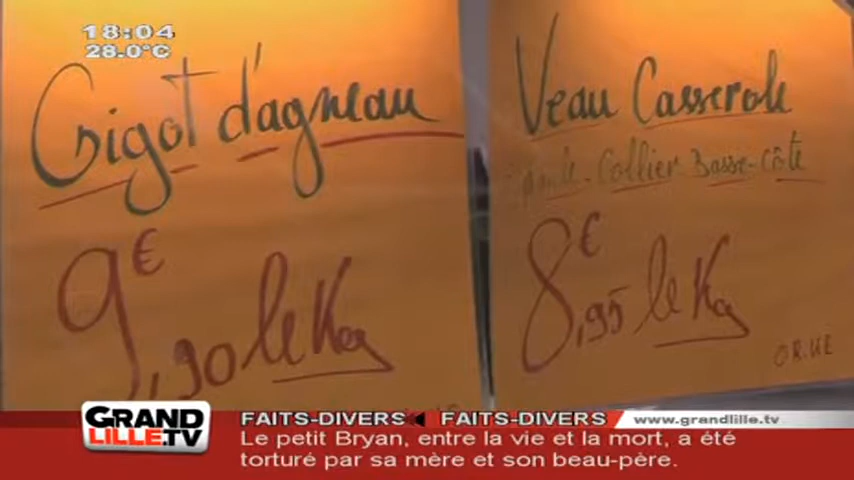 18:04
28.0°C
Gigot d'agneau
9€,90 le Kg
Veau Casserole
Collier Basse-côte
8€,95 le Kg
GRAND
LILLE.TV
FAITS-DIVERS FAITS-DIVERS
www.grandlille.tv
Le petit Bryan, entre la vie et la mort, a été
torturé par sa mère et son beau-père.